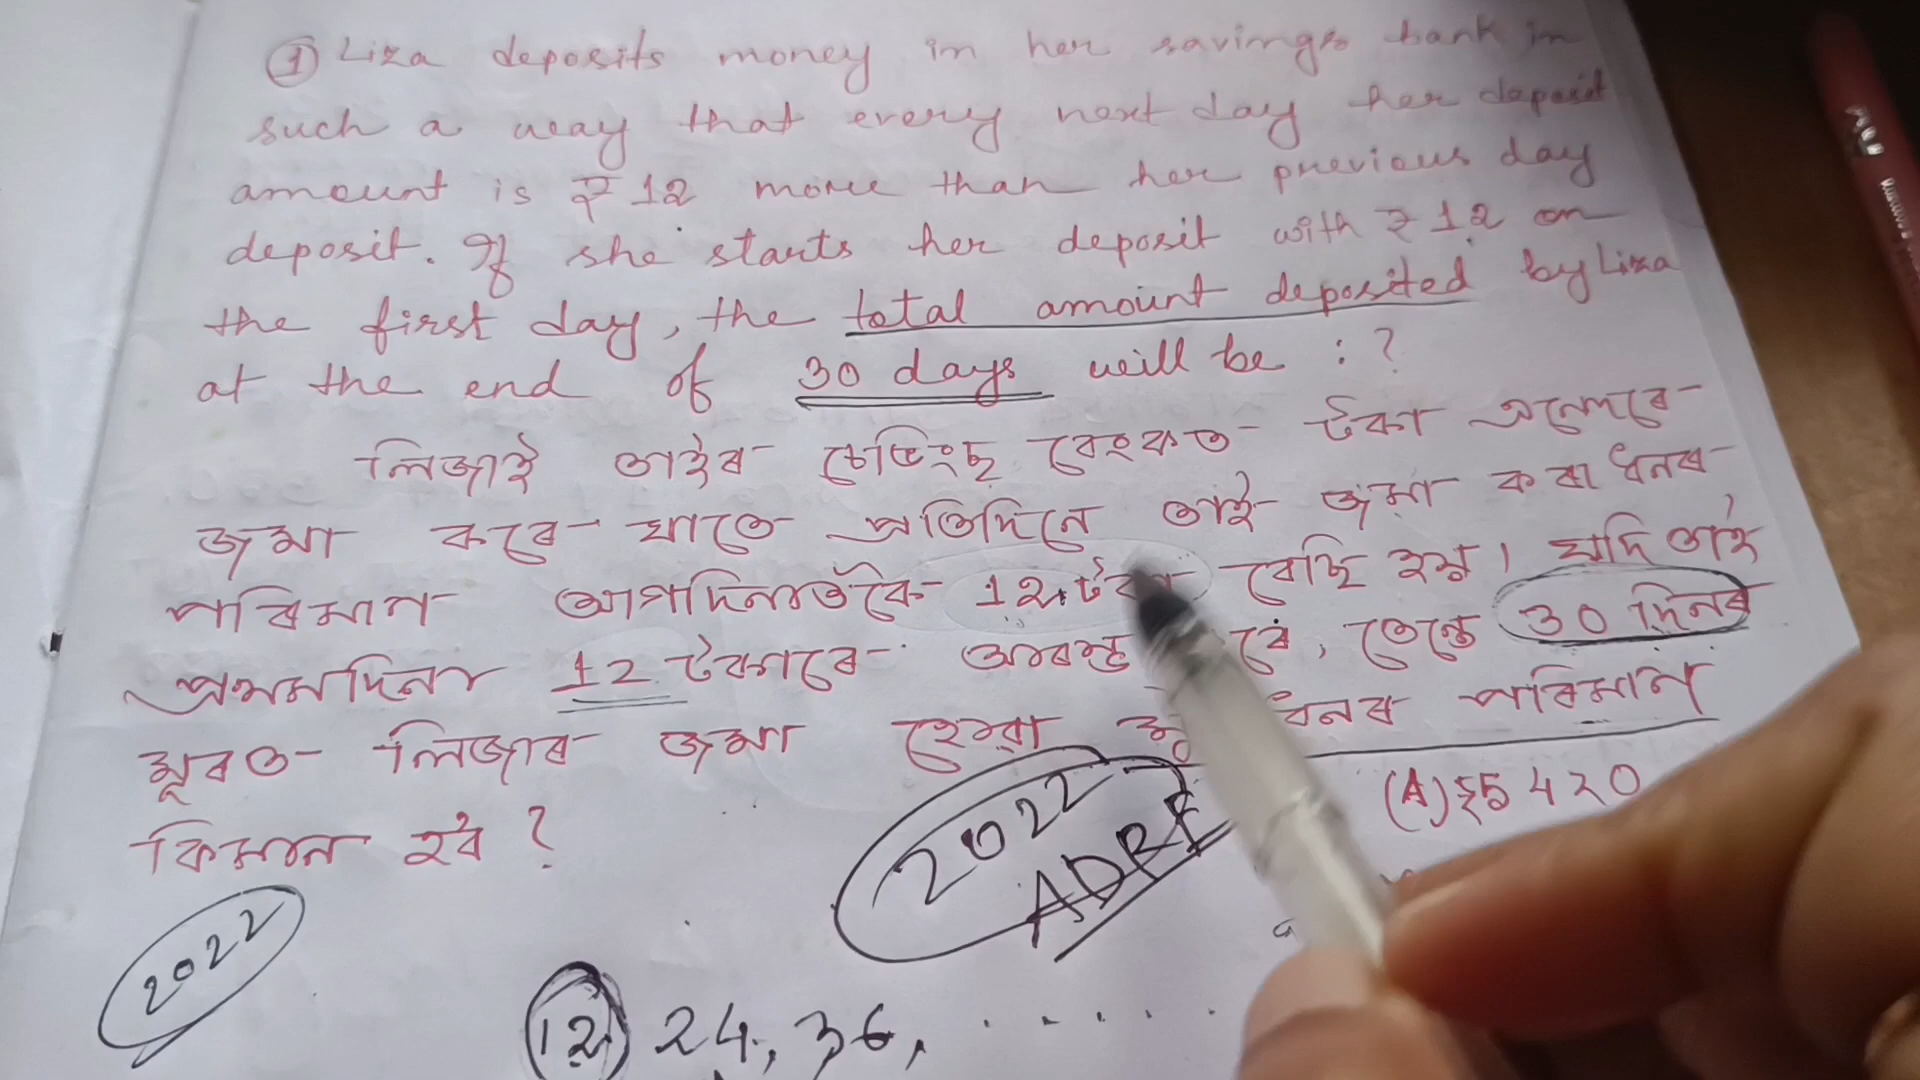 ① Liza deposits money in her savings bank in
such a way that every next day her deposit
amount is ₹ 12 more than her previous day
deposit. If she starts her deposit with ₹ 12 on
the first day, the total amount deposited by Liza
at the end of 30 days will be : ?
লিজাই তাইৰ বেংকত টকা এনেদৰে
জমা কৰে যাতে প্ৰতিদিনে তাই জমা কৰা ধনৰ
পৰিমাণ আগদিনাতকৈ 12 বেছি হয়। যদি তাই
প্ৰথমদিনা 12 টকাৰে তেন্তে 30 দিনৰ
মূৰত লিজাৰ জমা হোৱা ধনৰ পৰিমাণ
কিমান হব ?
(A) ₹5420
2022
ADRE
2022
12, 24, 36, . . . . . .